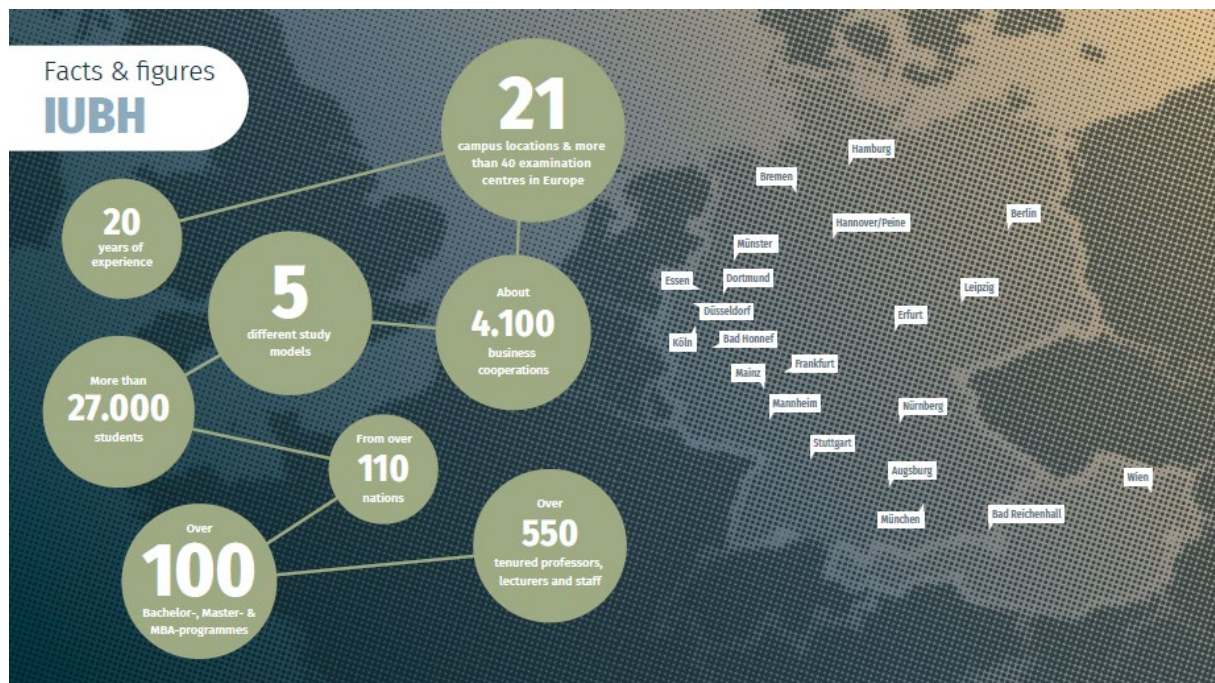 Facts & figures
IUBH
21
campus locations & more
than 40 examination
centres in Europe
20
years of
experience
5
different study
models
About
4.100
business
cooperations
More than
27.000
students
From over
110
nations
Over
100
Bachelor-, Master- &
MBA-programmes
Over
550
tenured professors,
lecturers and staff
Hamburg
Bremen
Hannover/Peine
Berlin
Münster
Essen
Dortmund
Leipzig
Düsseldorf
Erfurt
Köln
Bad Honnef
Frankfurt
Mainz
Mannheim
Nürnberg
Stuttgart
Augsburg
Wien
München
Bad Reichenhall